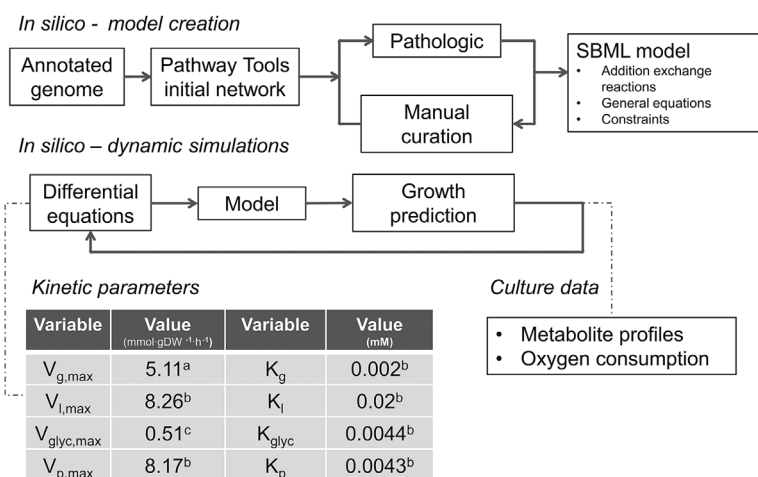 In silico - model creation
Annotated
genome
Pathway Tools
initial network
Pathologic
Manual
curation
SBML model
• Addition exchange
reactions
• General equations
• Constraints
In silico – dynamic simulations
Differential
equations
Model
Growth
prediction
Kinetic parameters
Variable Value Variable Value
(mmol·gDW ⁻¹·h⁻¹) (mM)
Vg,max 5.11ᵃ Kg 0.002ᵇ
Vl,max 8.26ᵇ Kl 0.02ᵇ
Vglyc,max 0.51ᶜ Kglyc 0.0044ᵇ
Vp,max 8.17ᵇ Kp 0.0043ᵇ
Culture data
• Metabolite profiles
• Oxygen consumption